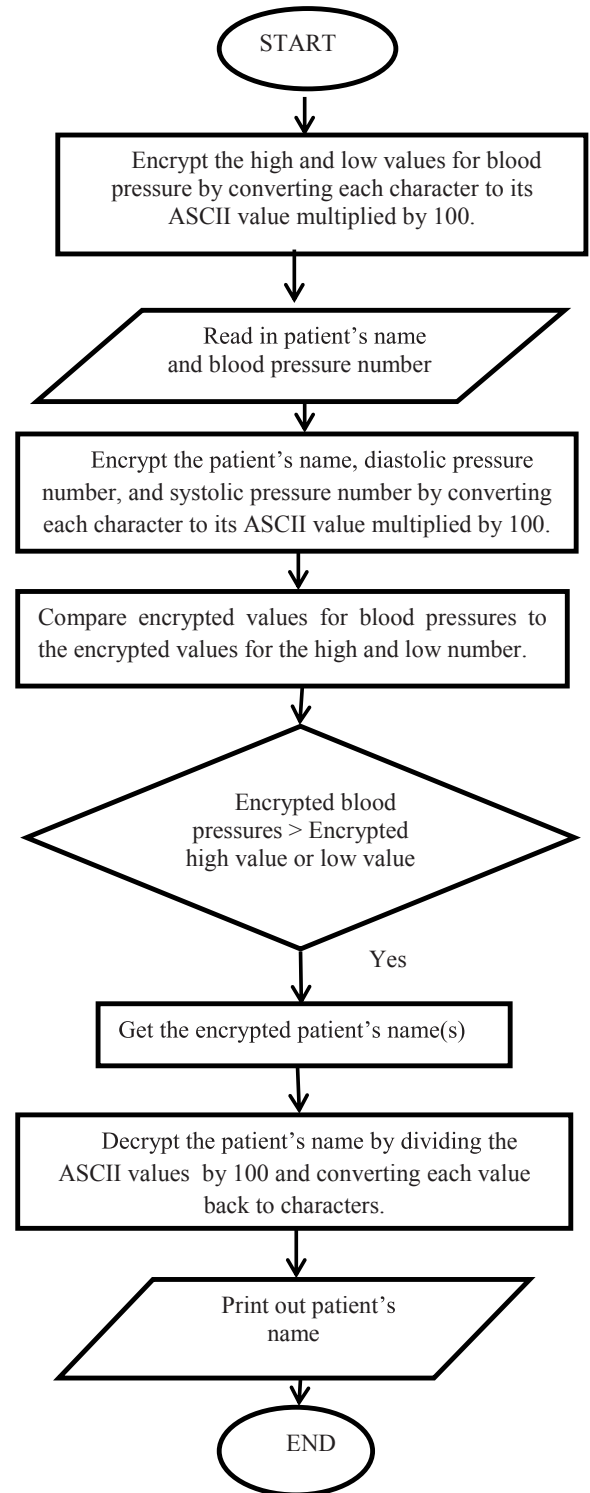 START
Encrypt the high and low values for blood
pressure by converting each character to its
ASCII value multiplied by 100.
Read in patient's name
and blood pressure number
Encrypt the patient's name, diastolic pressure
number, and systolic pressure number by converting
each character to its ASCII value multiplied by 100.
Compare encrypted values for blood pressures to
the encrypted values for the high and low number.
Encrypted blood
pressures > Encrypted
high value or low value
Yes
Get the encrypted patient's name(s)
Decrypt the patient's name by dividing the
ASCII values by 100 and converting each value
back to characters.
Print out patient's
name
END